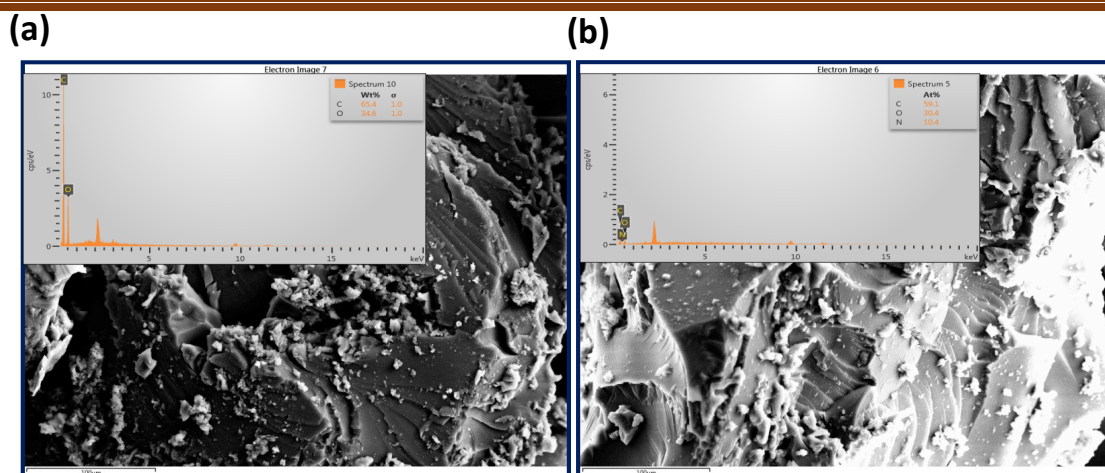 (a)
(b)
Electron Image 7
Spectrum 10
Wt% σ
C 65.4 1.0
O 34.6 1.0
C
O
10
5
0
cps/eV
5 10 15
keV
100µm
Electron Image 6
Spectrum 5
At%
C 59.1
O 30.4
N 10.4
6
4
2
0
cps/eV
C
O
N
5 10 15
keV
100µm